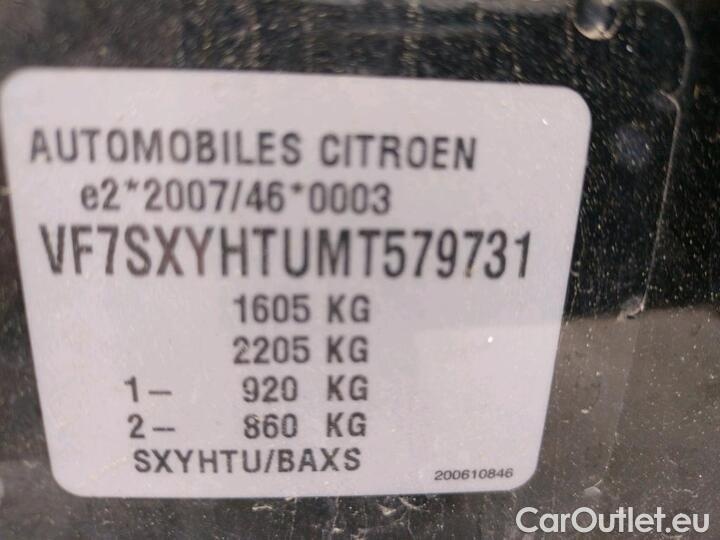 AUTOMOBILES CITROEN
e2*2007/46*0003
VF7SXYHTUMT579731
1605 KG
2205 KG
1- 920 KG
2- 860 KG
SXYHTU/BAXS
200610846
CarOutlet.eu